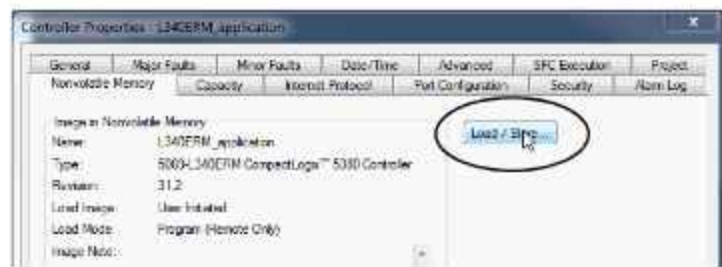 Controller Properties - L340ERM_application
General Major Faults Minor Faults Date/Time Advanced SFC Execution Project
Nonvolatile Memory Capacity Internet Protocol Port Configuration Security Alarm Log
Image in Nonvolatile Memory
Name: L340ERM_application
Load / Store...
Type: 5069-L340ERM CompactLogix™ 5380 Controller
Revision: 31.2
Load Image: User Initiated
Load Mode: Program (Remote Only)
Image Note: